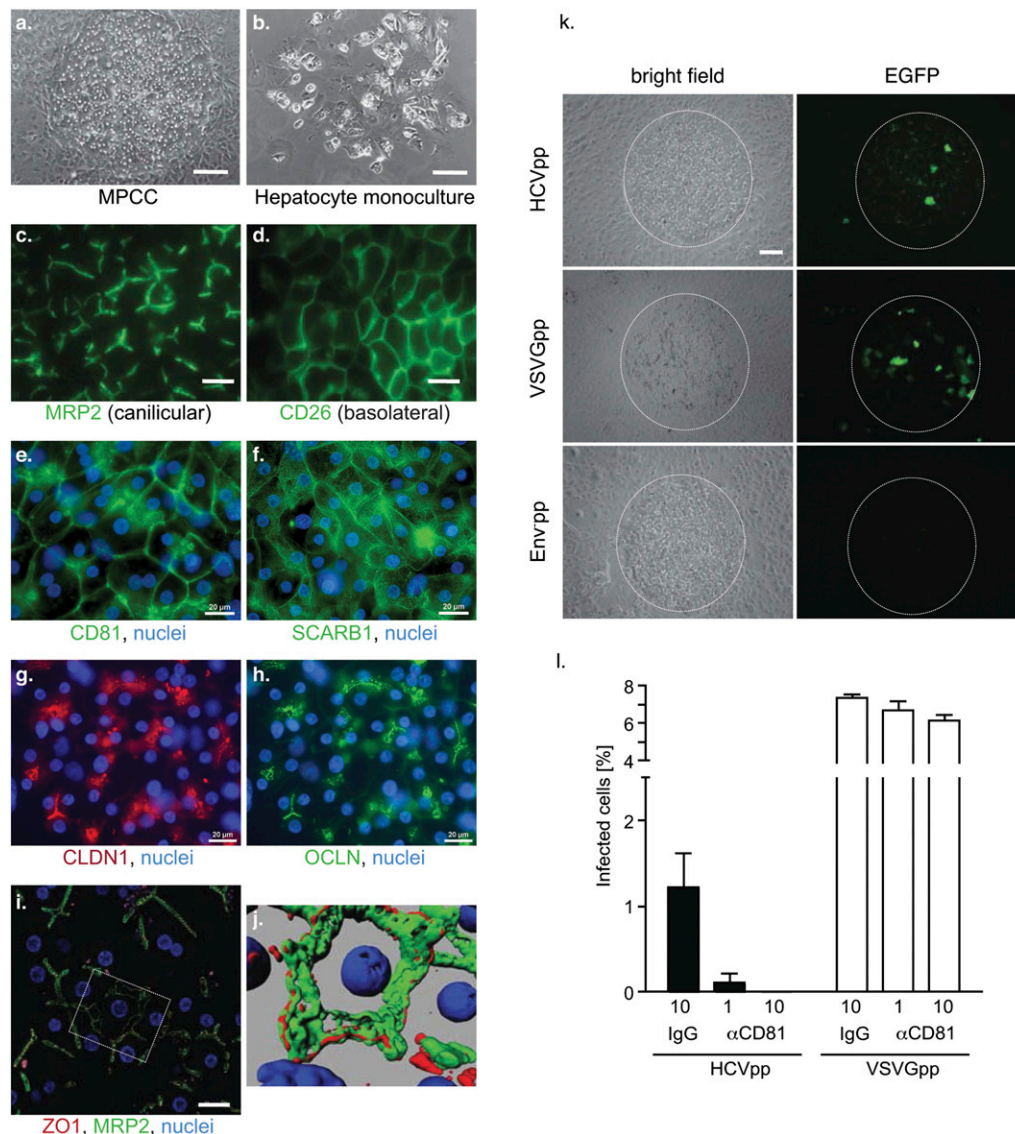 a.
b.
MPCC
Hepatocyte monoculture
c.
d.
MRP2 (canilicular)
CD26 (basolateral)
e.
f.
20 µm
20 µm
CD81, nuclei
SCARB1, nuclei
g.
h.
20 µm
20 µm
CLDN1, nuclei
OCLN, nuclei
i.
j.
ZO1, MRP2, nuclei
k.
bright field
EGFP
HCVpp
VSVGpp
Env-pp
l.
Infected cells [%]
8
6
4
2
1
0
10
1
10
10
1
10
IgG
αCD81
IgG
αCD81
HCVpp
VSVGpp